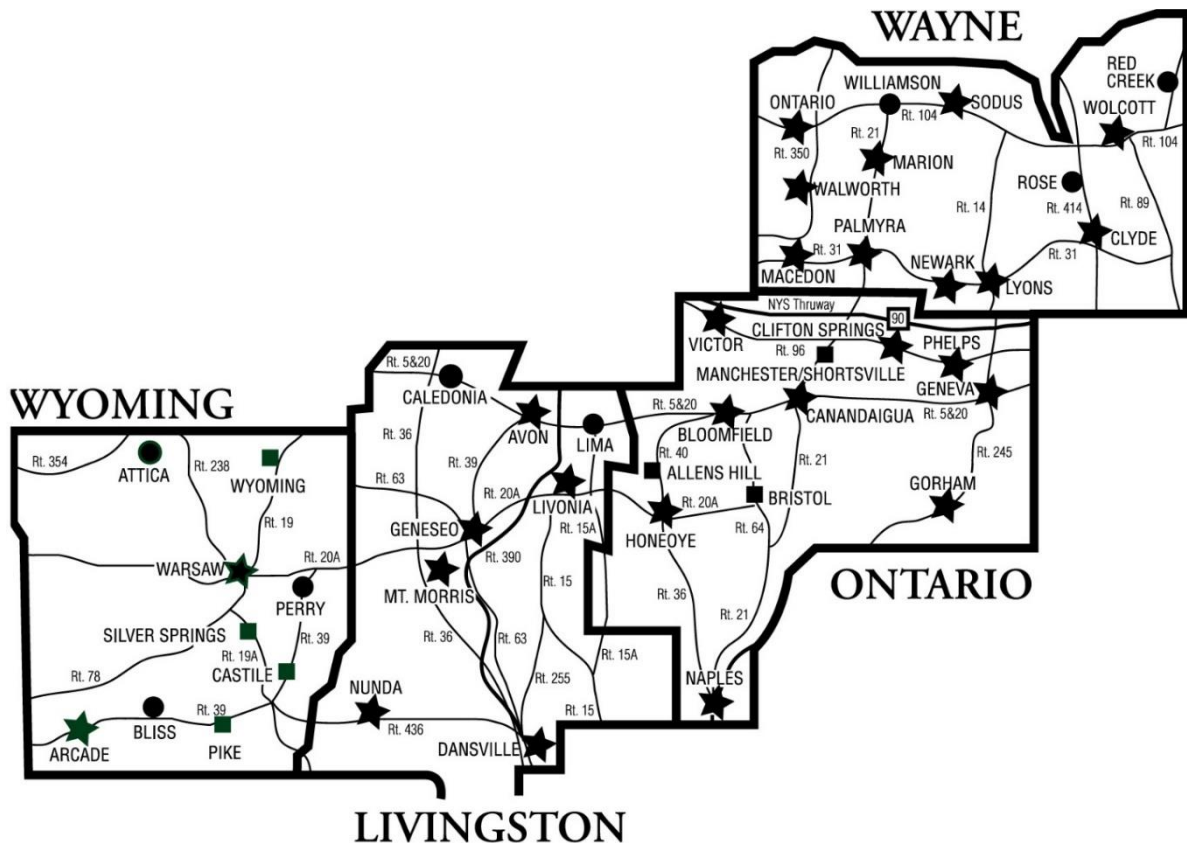 WAYNE
RED
CREEK
WILLIAMSON
ONTARIO
SODUS
WOLCOTT
Rt. 104
Rt. 104
Rt. 21
Rt. 350
MARION
WALWORTH
ROSE
Rt. 14
Rt. 414
Rt. 89
PALMYRA
CLYDE
Rt. 31
Rt. 31
NEWARK
MACEDON
LYONS
NYS Thruway
90
VICTOR
CLIFTON SPRINGS
PHELPS
Rt. 96
MANCHESTER/SHORTSVILLE
GENEVA
Rt. 5&20
CALEDONIA
WYOMING
Rt. 5&20
CANANDAIGUA
Rt. 5&20
AVON
LIMA
BLOOMFIELD
Rt. 36
Rt. 354
ATTICA
Rt. 238
WYOMING
Rt. 39
Rt. 40
Rt. 21
Rt. 245
Rt. 63
ALLENS HILL
GORHAM
Rt. 20A
LIVONIA
Rt. 20A
BRISTOL
Rt. 19
GENESEO
Rt. 15A
HONEOYE
Rt. 64
Rt. 20A
Rt. 390
WARSAW
MT. MORRIS
Rt. 15
ONTARIO
PERRY
Rt. 36
Rt. 21
SILVER SPRINGS
Rt. 39
Rt. 36
Rt. 63
Rt. 15A
Rt. 19A
Rt. 78
CASTILE
Rt. 255
NAPLES
NUNDA
Rt. 39
Rt. 15
Rt. 436
BLISS
PIKE
ARCADE
DANSVILLE
LIVINGSTON